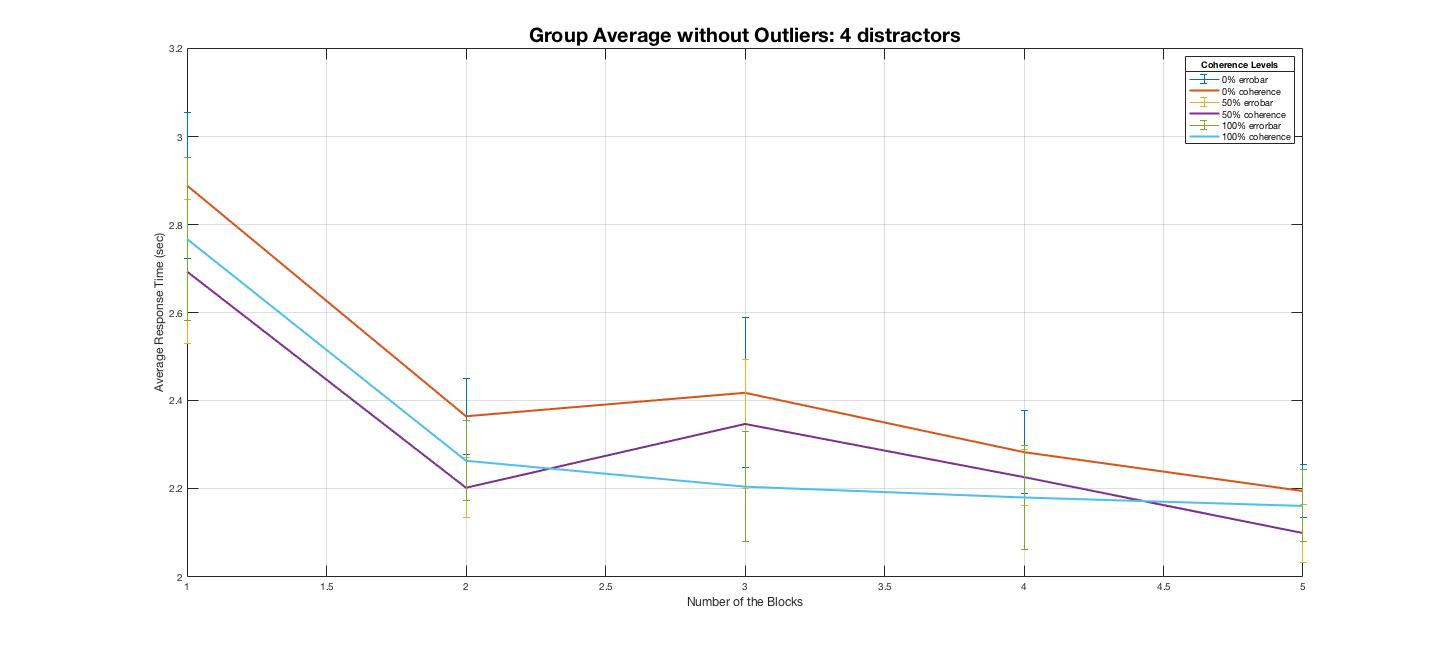 Group Average without Outliers: 4 distractors
Coherence Levels
0% errobar
0% coherence
50% errobar
50% coherence
100% errorbar
100% coherence
3.2
3
2.8
2.6
2.4
2.2
2
Average Response Time (sec)
1
1.5
2
2.5
3
3.5
4
4.5
5
Number of the Blocks